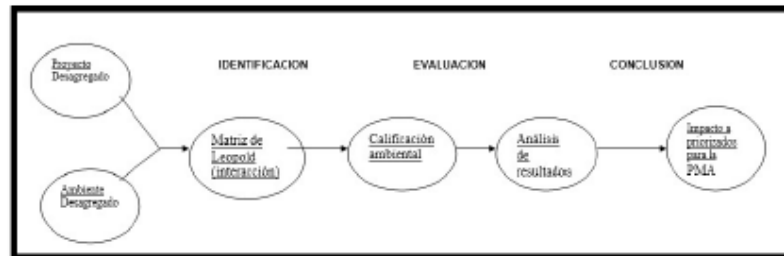 Proyecto
Desagregado
IDENTIFICACION
EVALUACION
CONCLUSION
Matriz de
Leopold
(interacción)
Calificación
ambiental
Análisis
de
resultados
Impacto a
priorizados
para la
PMA
Ambiente
Desagregado